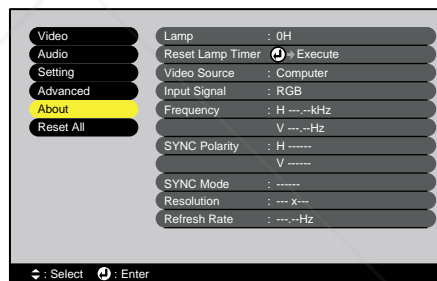 Video
Audio
Setting
Advanced
About
Reset All
Lamp : 0H
Reset Lamp Timer Execute
Video Source : Computer
Input Signal : RGB
Frequency : H ---.--kHz
V ---.--Hz
SYNC Polarity : H ------
V ------
SYNC Mode : ------
Resolution : --- x---
Refresh Rate : ---.--Hz
: Select : Enter